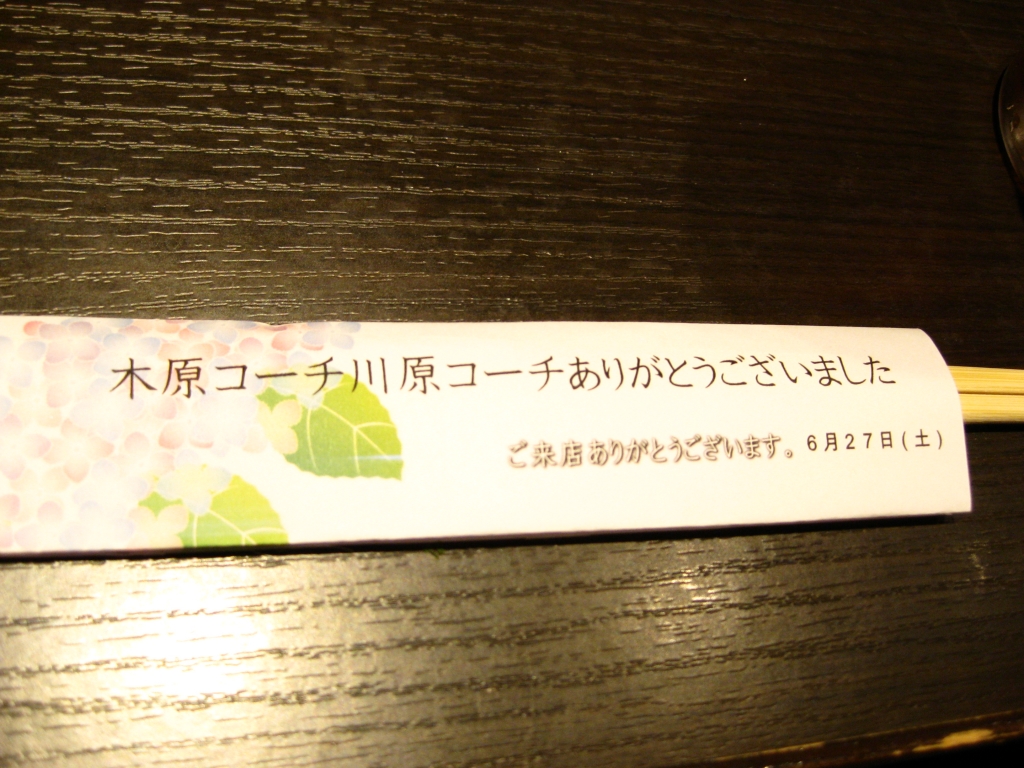 木原コーチ川原コーチありがとうございました
ご来店ありがとうございます。6月27日(土)